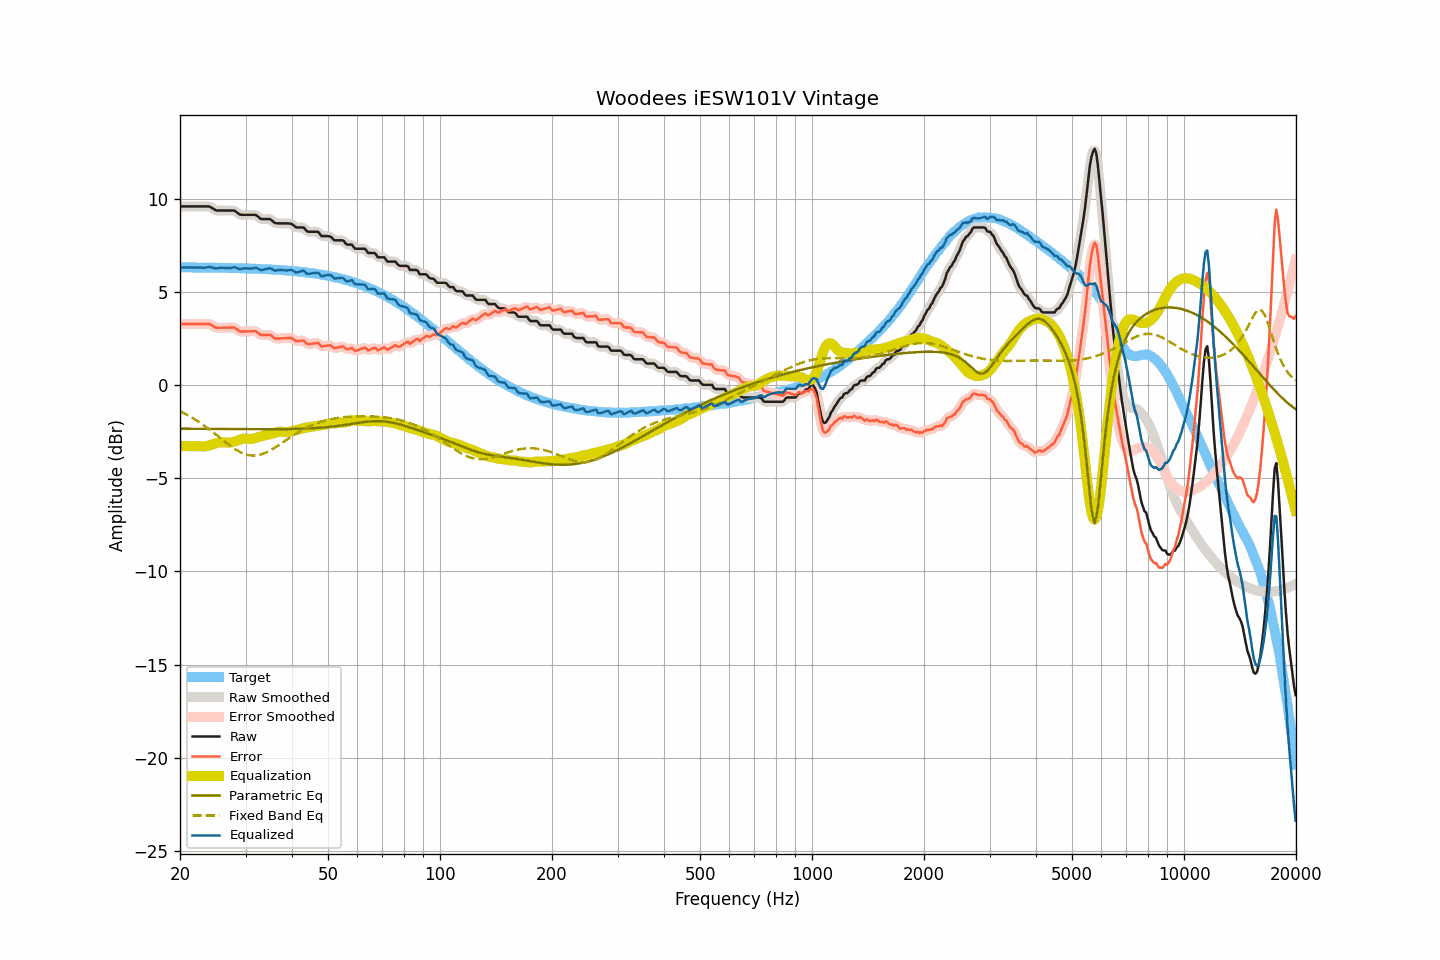 Woodees iESW101V Vintage
10
5
0
−5
−10
−15
−20
−25
Amplitude (dBr)
Target
Raw Smoothed
Error Smoothed
Raw
Error
Equalization
Parametric Eq
Fixed Band Eq
Equalized
20 50 100 200 500 1000 2000 5000 10000 20000
Frequency (Hz)